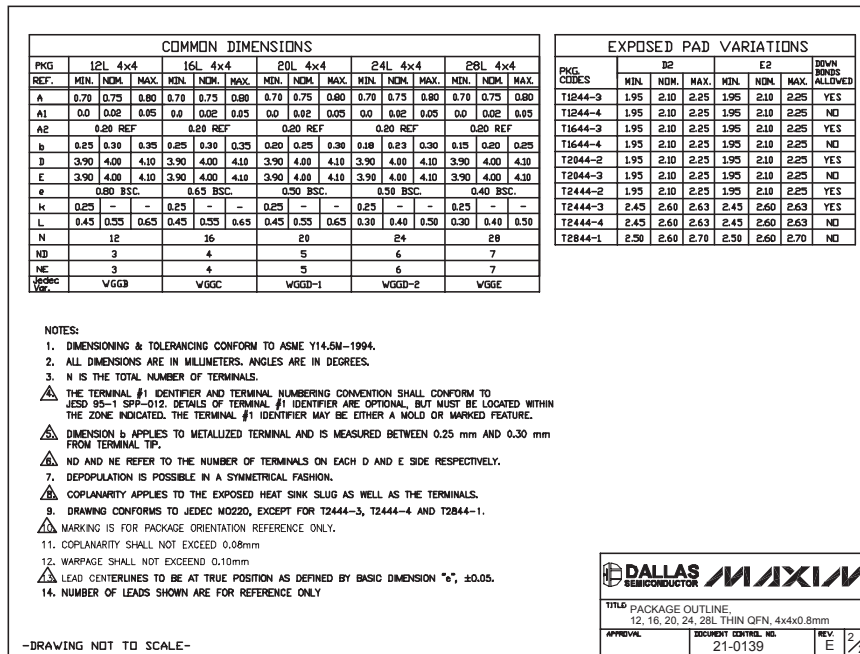 COMMON DIMENSIONS
PKG 12L 4x4 16L 4x4 20L 4x4 24L 4x4 28L 4x4
REF. MIN. NOM. MAX. MIN. NOM. MAX. MIN. NOM. MAX. MIN. NOM. MAX. MIN. NOM. MAX.
A 0.70 0.75 0.80 0.70 0.75 0.80 0.70 0.75 0.80 0.70 0.75 0.80 0.70 0.75 0.80
A1 0.0 0.02 0.05 0.0 0.02 0.05 0.0 0.02 0.05 0.0 0.02 0.05 0.0 0.02 0.05
A2 0.20 REF 0.20 REF 0.20 REF 0.20 REF 0.20 REF
b 0.25 0.30 0.35 0.25 0.30 0.35 0.20 0.25 0.30 0.18 0.23 0.30 0.15 0.20 0.25
D 3.90 4.00 4.10 3.90 4.00 4.10 3.90 4.00 4.10 3.90 4.00 4.10 3.90 4.00 4.10
E 3.90 4.00 4.10 3.90 4.00 4.10 3.90 4.00 4.10 3.90 4.00 4.10 3.90 4.00 4.10
e 0.80 BSC. 0.65 BSC. 0.50 BSC. 0.50 BSC. 0.40 BSC.
k 0.25 - - 0.25 - - 0.25 - - 0.25 - - 0.25 - -
L 0.45 0.55 0.65 0.45 0.55 0.65 0.45 0.55 0.65 0.30 0.40 0.50 0.30 0.40 0.50
N 12 16 20 24 28
ND 3 4 5 6 7
NE 3 4 5 6 7
Jedec Var. WGGB WGGC WGGD-1 WGGD-2 WGGE
EXPOSED PAD VARIATIONS
PKG. CODES D2 E2 DOWN BONDS ALLOWED
MIN. NOM. MAX. MIN. NOM. MAX.
T1244-3 1.95 2.10 2.25 1.95 2.10 2.25 YES
T1244-4 1.95 2.10 2.25 1.95 2.10 2.25 NO
T1644-3 1.95 2.10 2.25 1.95 2.10 2.25 YES
T1644-4 1.95 2.10 2.25 1.95 2.10 2.25 NO
T2044-2 1.95 2.10 2.25 1.95 2.10 2.25 YES
T2044-3 1.95 2.10 2.25 1.95 2.10 2.25 NO
T2444-2 1.95 2.10 2.25 1.95 2.10 2.25 YES
T2444-3 2.45 2.60 2.63 2.45 2.60 2.63 YES
T2444-4 2.45 2.60 2.63 2.45 2.60 2.63 NO
T2844-1 2.50 2.60 2.70 2.50 2.60 2.70 NO
NOTES:
1. DIMENSIONING & TOLERANCING CONFORM TO ASME Y14.5M-1994.
2. ALL DIMENSIONS ARE IN MILLIMETERS. ANGLES ARE IN DEGREES.
3. N IS THE TOTAL NUMBER OF TERMINALS.
4. THE TERMINAL #1 IDENTIFIER AND TERMINAL NUMBERING CONVENTION SHALL CONFORM TO
JESD 95-1 SPP-012. DETAILS OF TERMINAL #1 IDENTIFIER ARE OPTIONAL, BUT MUST BE LOCATED WITHIN
THE ZONE INDICATED. THE TERMINAL #1 IDENTIFIER MAY BE EITHER A MOLD OR MARKED FEATURE.
5. DIMENSION b APPLIES TO METALLIZED TERMINAL AND IS MEASURED BETWEEN 0.25 mm AND 0.30 mm
FROM TERMINAL TIP.
6. ND AND NE REFER TO THE NUMBER OF TERMINALS ON EACH D AND E SIDE RESPECTIVELY.
7. DEPOPULATION IS POSSIBLE IN A SYMMETRICAL FASHION.
8. COPLANARITY APPLIES TO THE EXPOSED HEAT SINK SLUG AS WELL AS THE TERMINALS.
9. DRAWING CONFORMS TO JEDEC MO220, EXCEPT FOR T2444-3, T2444-4 AND T2844-1.
10. MARKING IS FOR PACKAGE ORIENTATION REFERENCE ONLY.
11. COPLANARITY SHALL NOT EXCEED 0.08mm
12. WARPAGE SHALL NOT EXCEEND 0.10mm
13. LEAD CENTERLINES TO BE AT TRUE POSITION AS DEFINED BY BASIC DIMENSION "e", ±0.05.
14. NUMBER OF LEADS SHOWN ARE FOR REFERENCE ONLY
-DRAWING NOT TO SCALE-
DALLAS SEMICONDUCTOR MAXIM
TITLE: PACKAGE OUTLINE,
12, 16, 20, 24, 28L THIN QFN, 4x4x0.8mm
APPROVAL DOCUMENT CONTROL NO. REV.
21-0139 E 2/